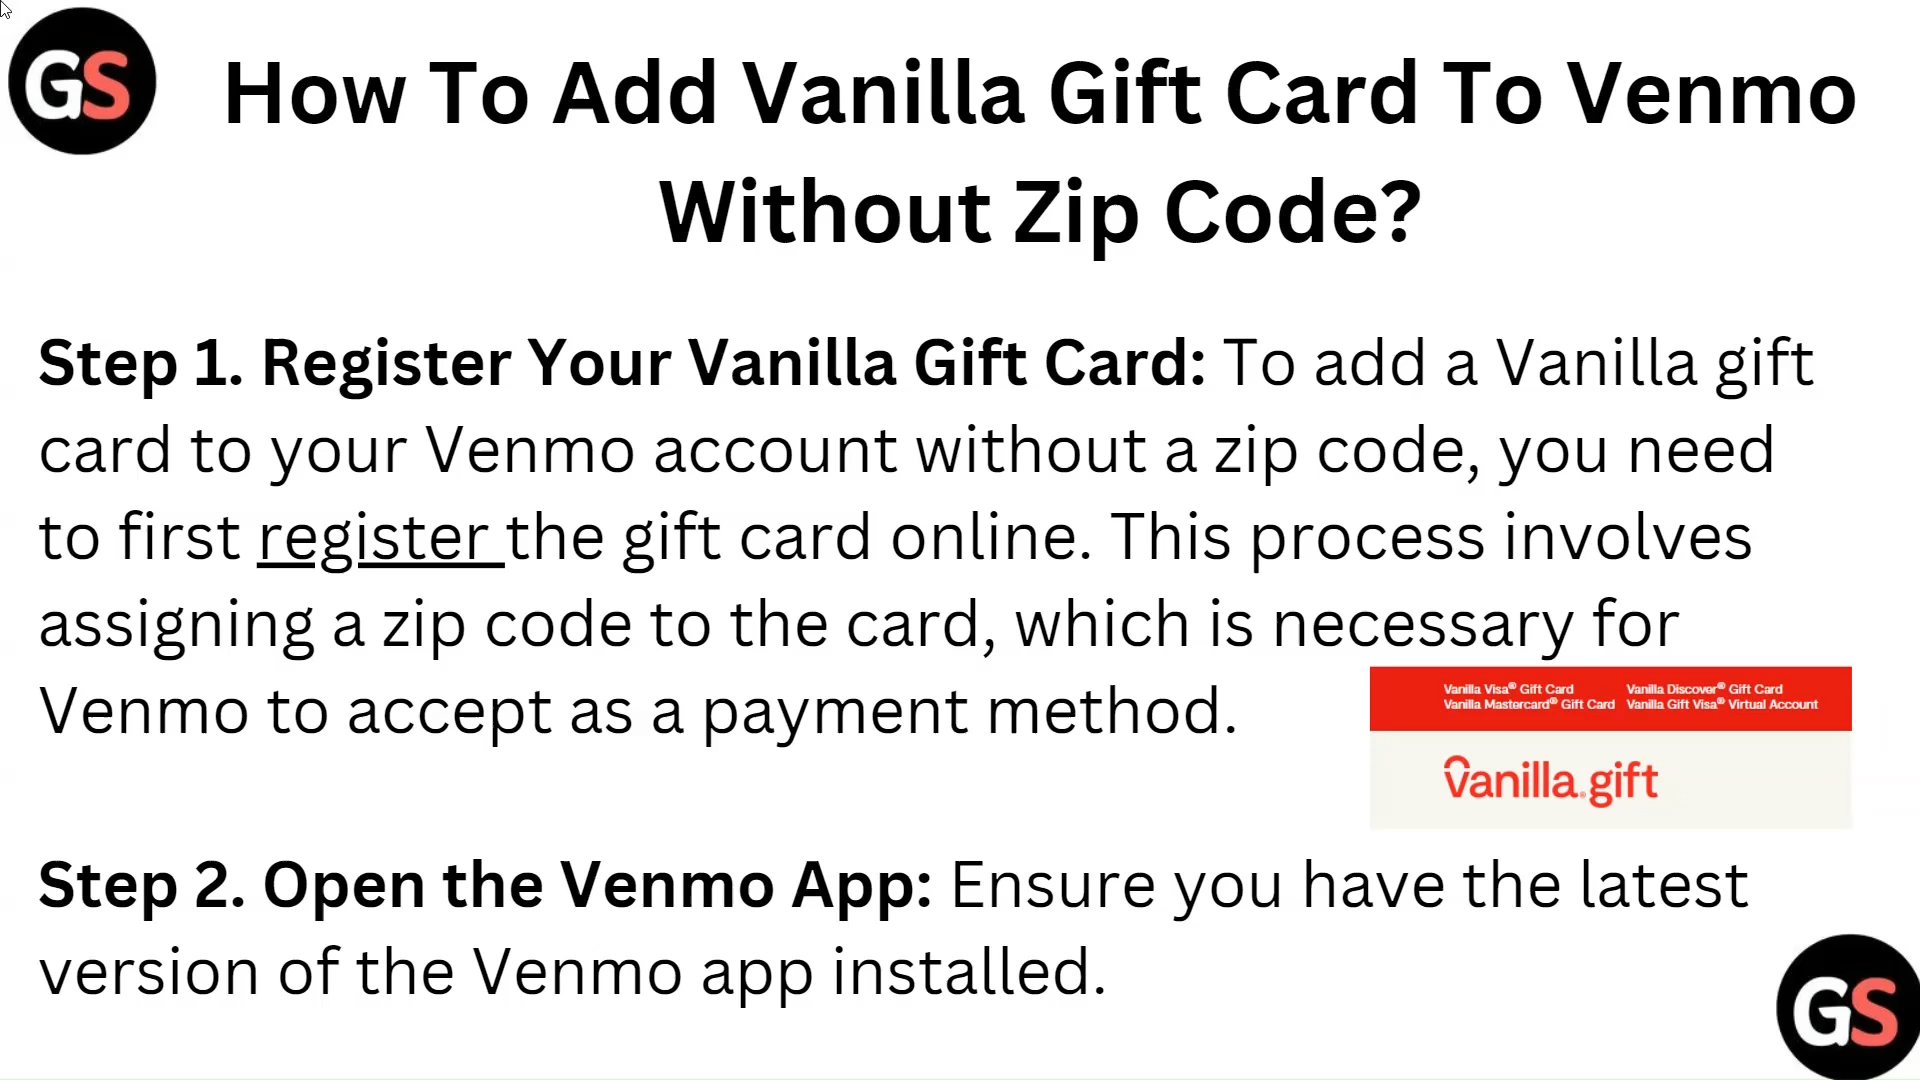 GS
How To Add Vanilla Gift Card To Venmo
Without Zip Code?
Step 1. Register Your Vanilla Gift Card: To add a Vanilla gift
card to your Venmo account without a zip code, you need
to first register the gift card online. This process involves
assigning a zip code to the card, which is necessary for
Venmo to accept as a payment method.
Vanilla Visa® Gift Card Vanilla Discover® Gift Card
Vanilla Mastercard® Gift Card Vanilla Gift Visa® Virtual Account
vanilla®gift
Step 2. Open the Venmo App: Ensure you have the latest
version of the Venmo app installed.
GS